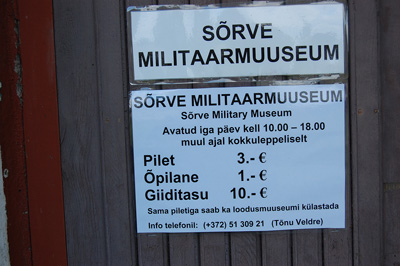 SÕRVE
MILITAARMUUSEUM
SÕRVE MILITAARMUUSEUM
Sõrve Military Museum
Avatud iga päev kell 10.00 – 18.00
muul ajal kokkuleppeliselt
Pilet 3.- €
Õpilane 1.- €
Giiditasu 10.- €
Sama piletiga saab ka loodusmuuseumi külastada
Info telefonil: (+372) 51 309 21 (Tõnu Veldre)